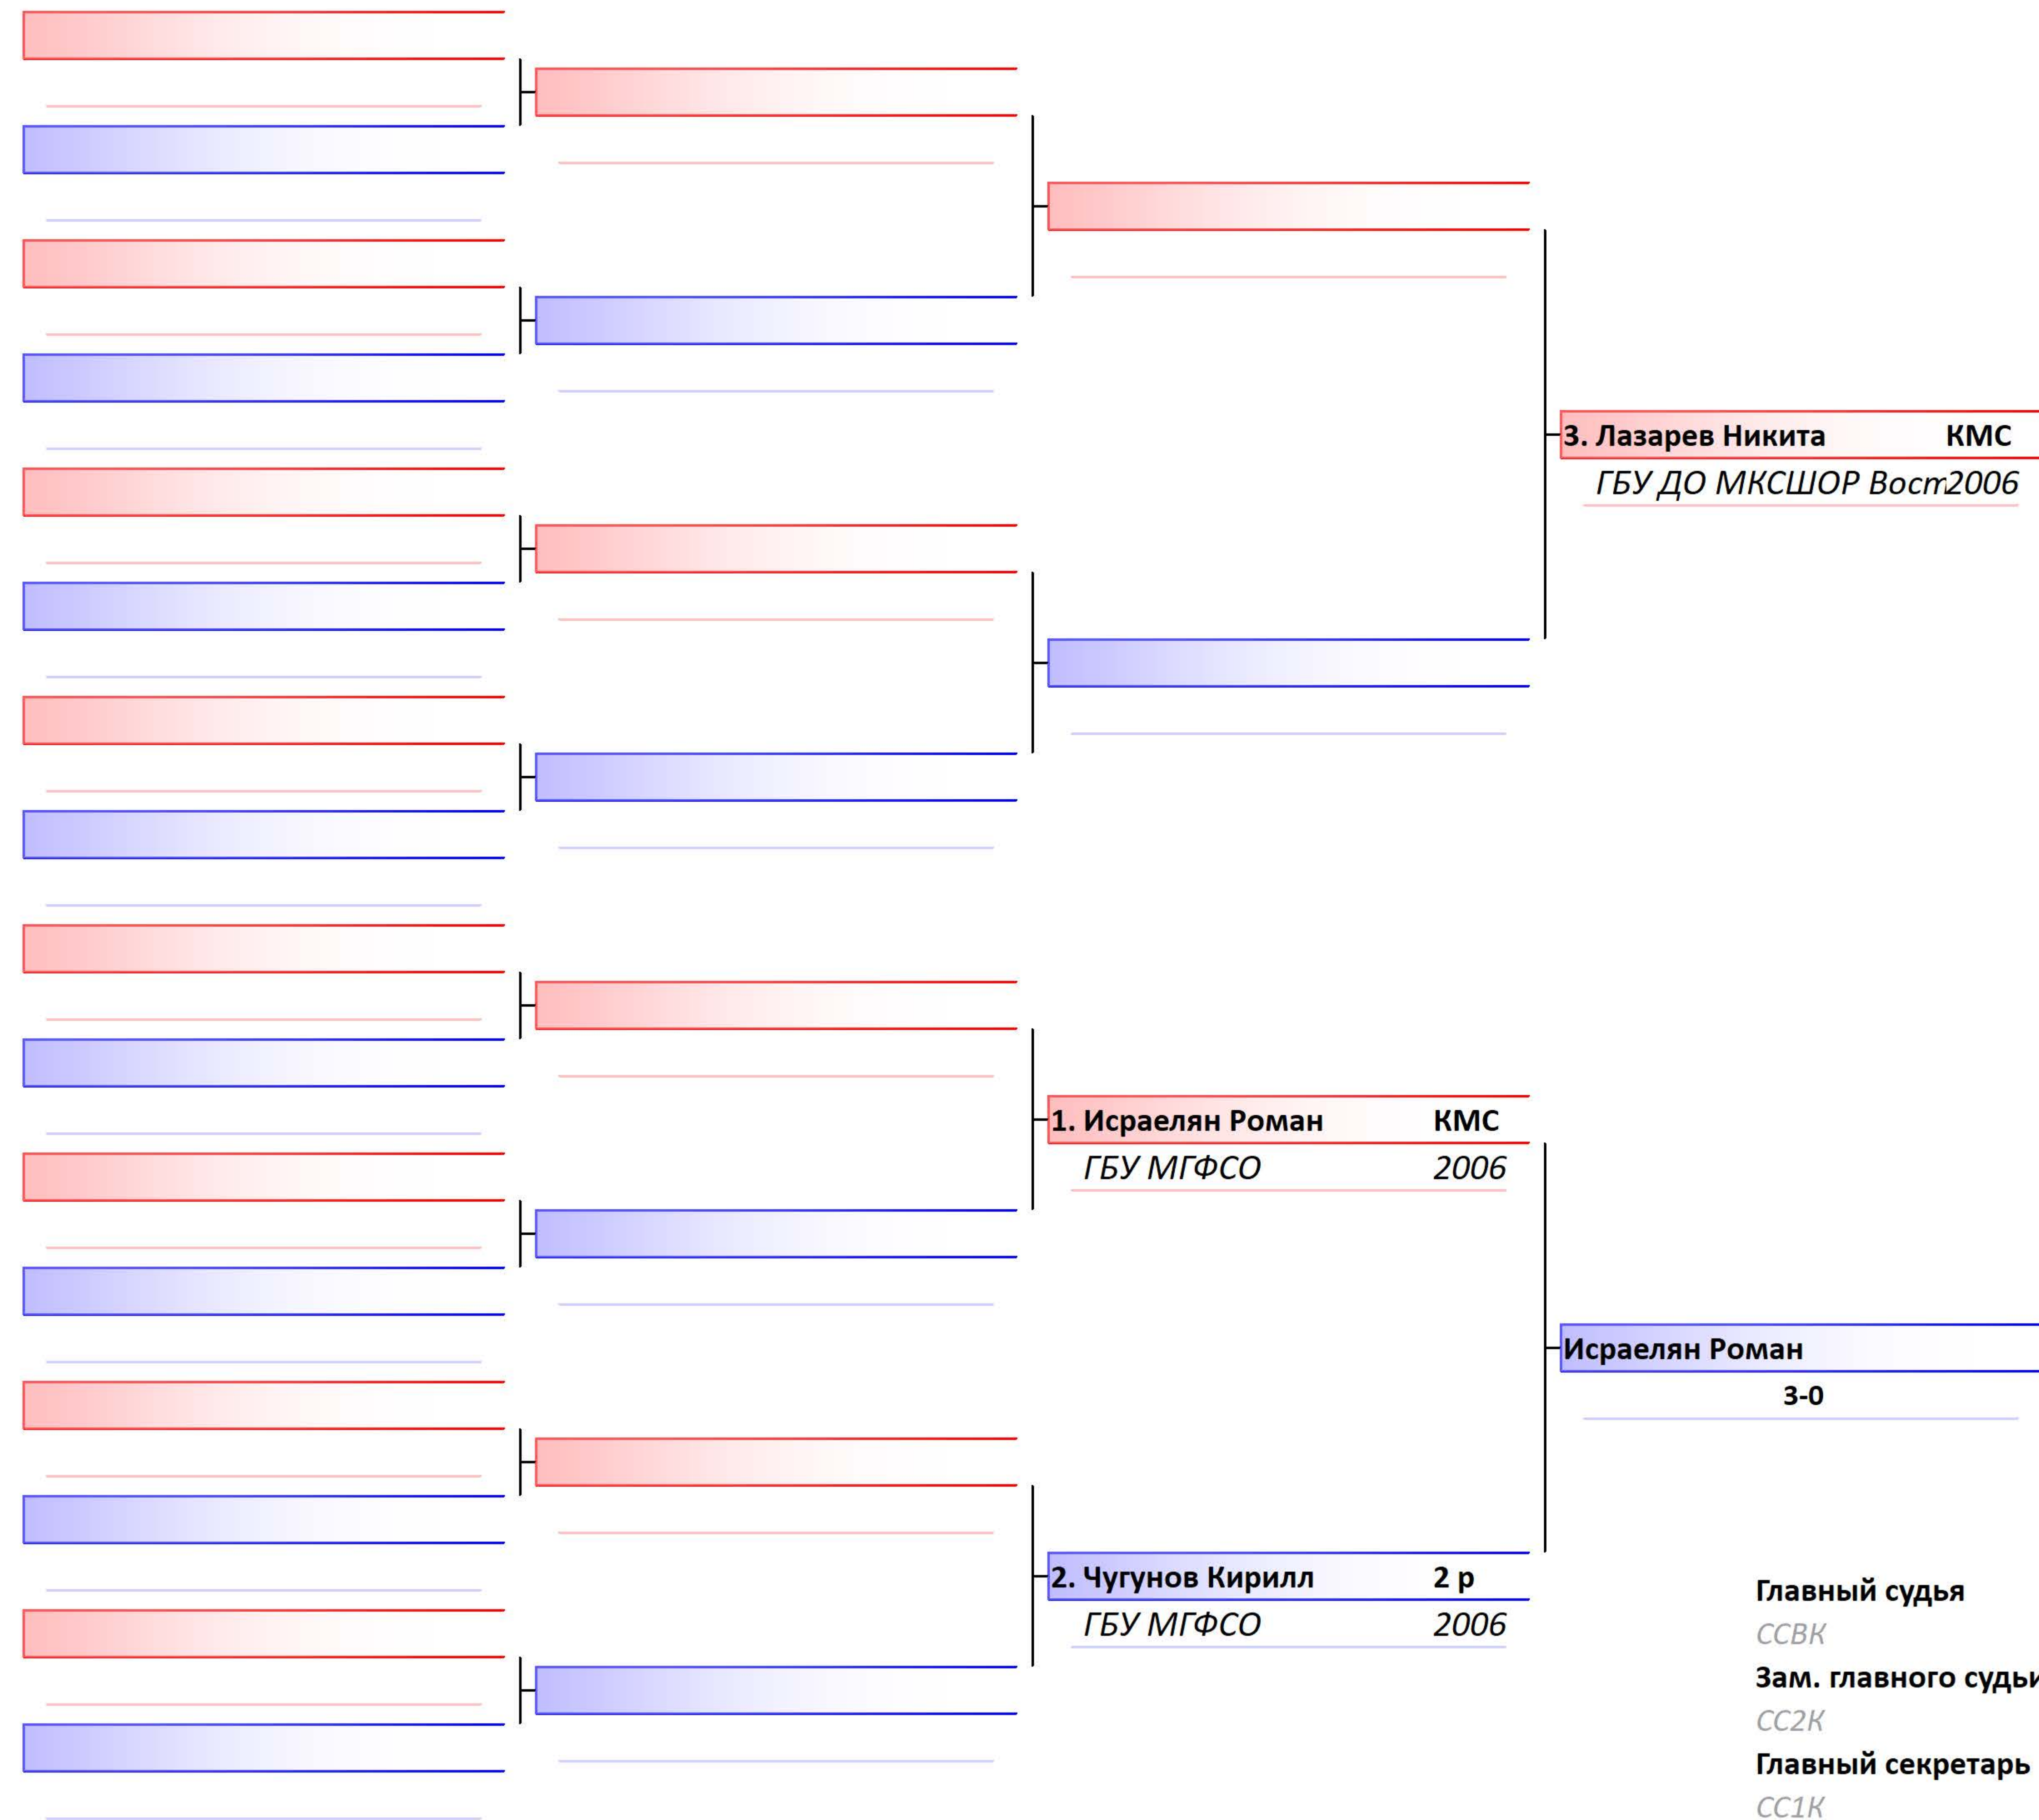 3. Лазарев Никита КМС
ГБУ ДО МКСШОР Вост2006
1. Исраелян Роман КМС
ГБУ МГФСО 2006
Исраелян Роман
3-0
2. Чугунов Кирилл 2 р
ГБУ МГФСО 2006
Главный судья
ССВК
Зам. главного судьи
СС2К
Главный секретарь
СС1К